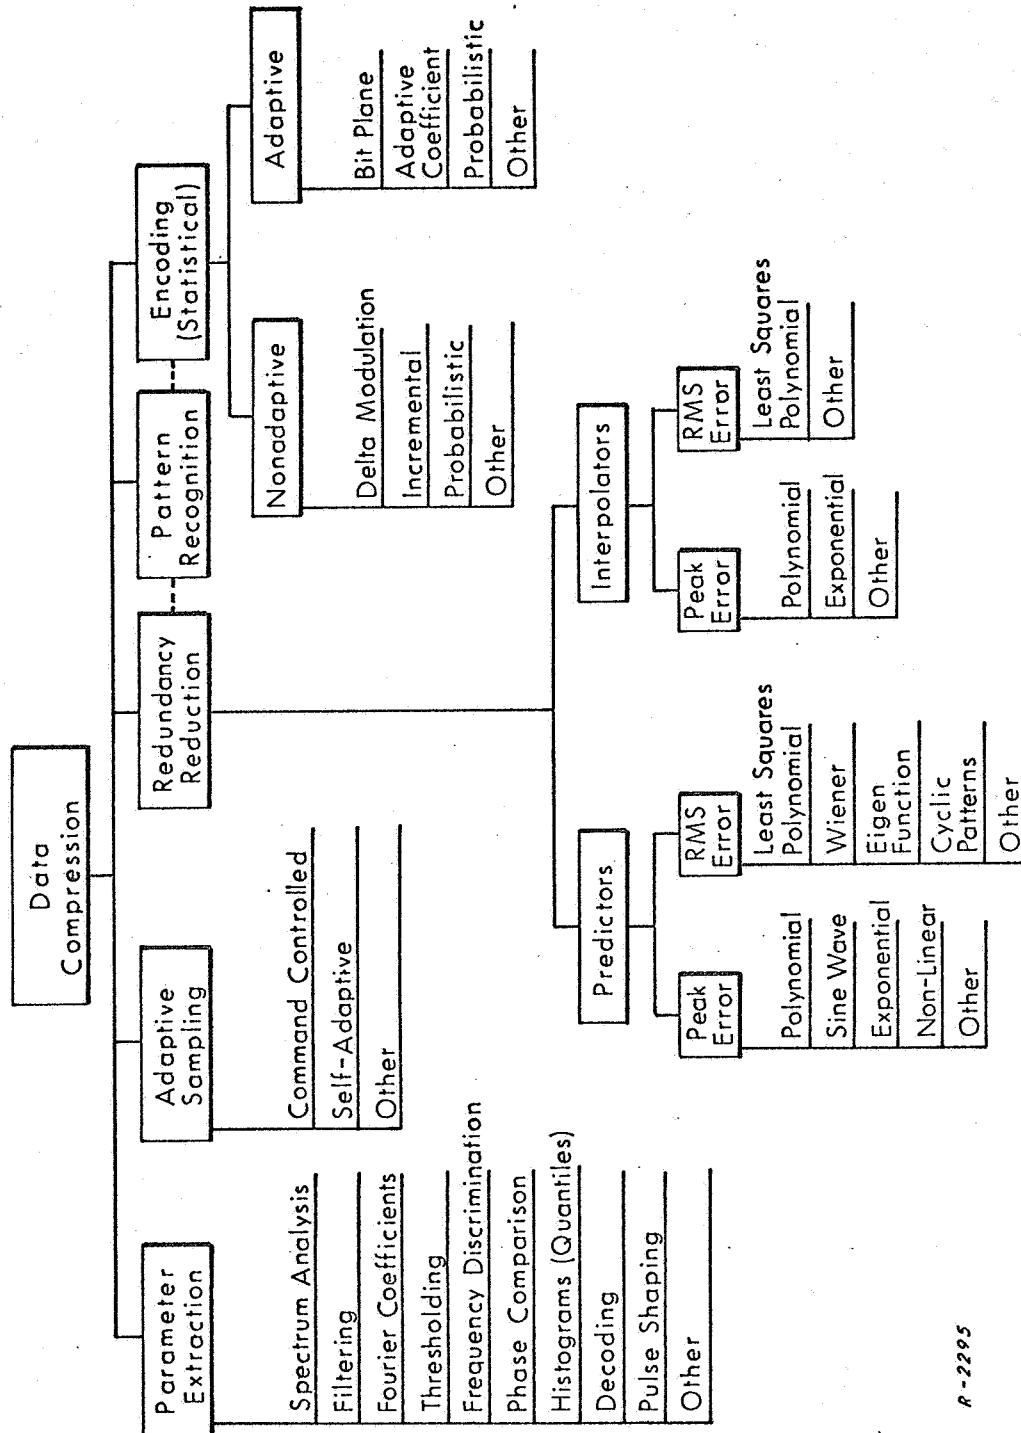 Data
Compression
Parameter
Extraction
Spectrum Analysis
Filtering
Fourier Coefficients
Thresholding
Frequency Discrimination
Phase Comparison
Histograms (Quantiles)
Decoding
Pulse Shaping
Other
Adaptive
Sampling
Command Controlled
Self-Adaptive
Other
Redundancy
Reduction
Predictors
Peak
Error
Polynomial
Sine Wave
Exponential
Non-Linear
Other
RMS
Error
Least Squares
Polynomial
Wiener
Eigen
Function
Cyclic
Patterns
Other
Interpolators
Peak
Error
Polynomial
Exponential
Other
RMS
Error
Least Squares
Polynomial
Other
Pattern
Recognition
Encoding
(Statistical)
Nonadaptive
Delta Modulation
Incremental
Probabilistic
Other
Adaptive
Bit Plane
Adaptive
Coefficient
Probabilistic
Other
R-2295